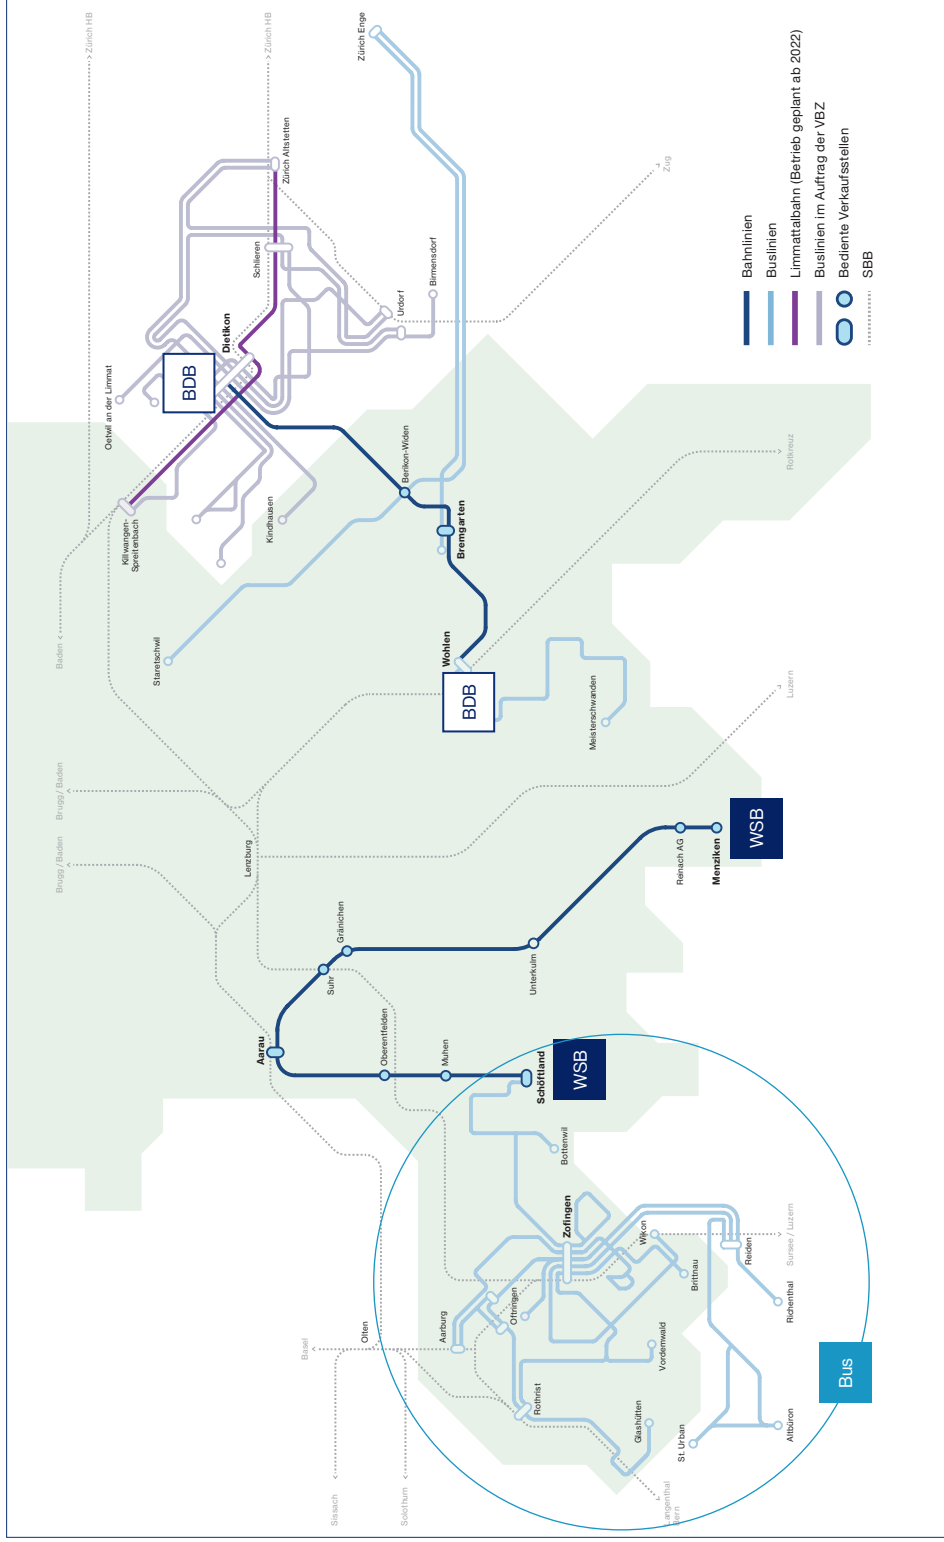 Sissach
Solothurn
Basel
Olten
Langenthal
Bern
Aarburg
Rothrist
Oftringen
Glashütten
Vordemwald
St. Urban
Altbüron
Bus
Zofingen
Wikon
Brittnau
Reiden
Richenthal
Sursee / Luzern
Bottenwil
Schöftland
WSB
Muhen
Oberentfelden
Aarau
Suhr
Gränichen
Unterkulm
Reinach AG
Menziken
WSB
Lenzburg
Brugg / Baden
Brugg / Baden
Baden
Luzern
Meisterschwanden
BDB
Wohlen
Staretschwil
Bremgarten
Berikon-Widen
Rotkreuz
Killwangen-
Spreitenbach
Kindhausen
Oetwil an der Limmat
BDB
Dietikon
Schlieren
Urdorf
Birmensdorf
Zürich Altstetten
Zürich HB
Zürich HB
Zürich Enge
Zug
Bahnlinien
Buslinien
Limmattalbahn (Betrieb geplant ab 2022)
Buslinien im Auftrag der VBZ
Bediente Verkaufsstellen
SBB